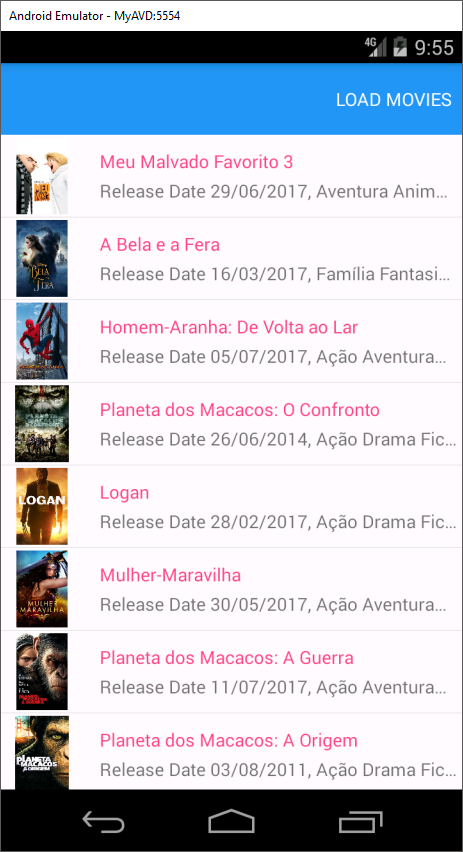 Android Emulator - MyAVD:5554
4G 9:55
LOAD MOVIES
Meu Malvado Favorito 3
Release Date 29/06/2017, Aventura Anim...
A Bela e a Fera
Release Date 16/03/2017, Família Fantasi...
BELA
FERA
Homem-Aranha: De Volta ao Lar
Release Date 05/07/2017, Ação Aventura...
Planeta dos Macacos: O Confronto
Release Date 26/06/2014, Ação Drama Fic...
PLANETA
MACACOS
Logan
Release Date 28/02/2017, Ação Drama Fic...
LOGAN
Mulher-Maravilha
Release Date 30/05/2017, Ação Aventura...
MULHER
MARAVILHA
Planeta dos Macacos: A Guerra
Release Date 11/07/2017, Ação Aventura...
Planeta dos Macacos: A Origem
Release Date 03/08/2011, Ação Drama Fic...
PLANETA
MACACOS
A ORIGEM